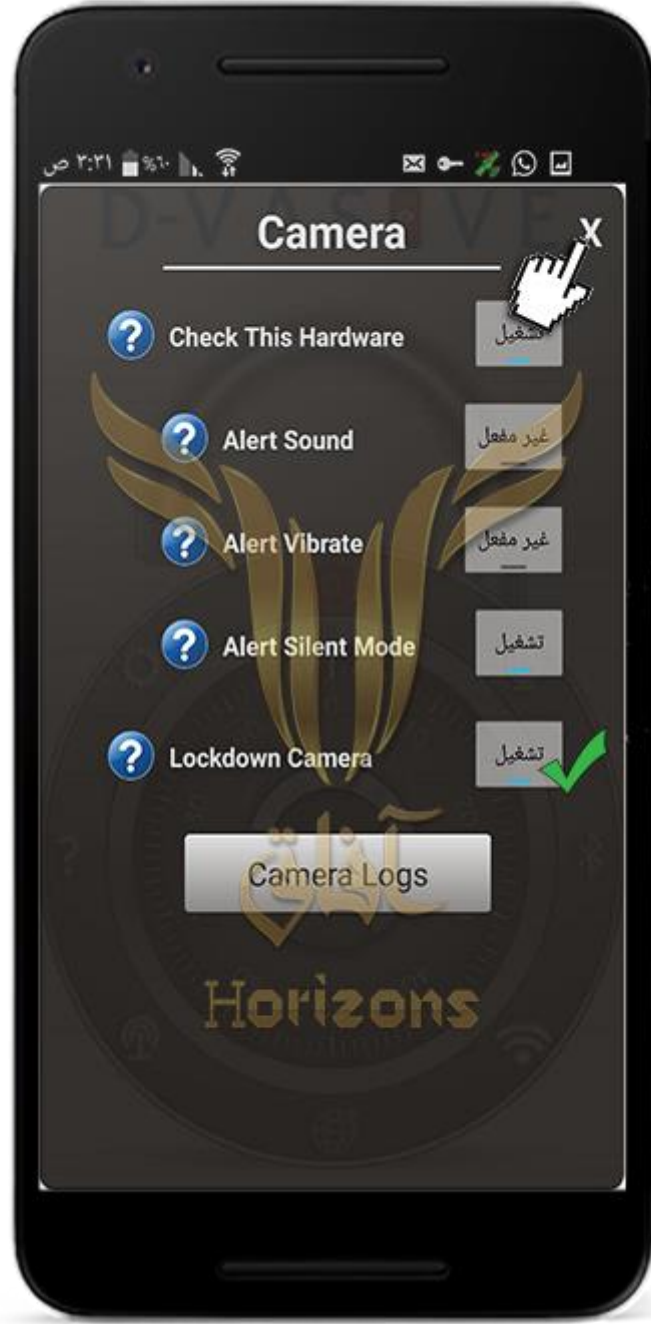 ٣:٣١ ص ٦٠%
D-VASIVE
Camera X
Check This Hardware تشغيل
Alert Sound غير مفعل
Alert Vibrate غير مفعل
Alert Silent Mode تشغيل
Lockdown Camera تشغيل
Camera Logs
آفاق
Horizons